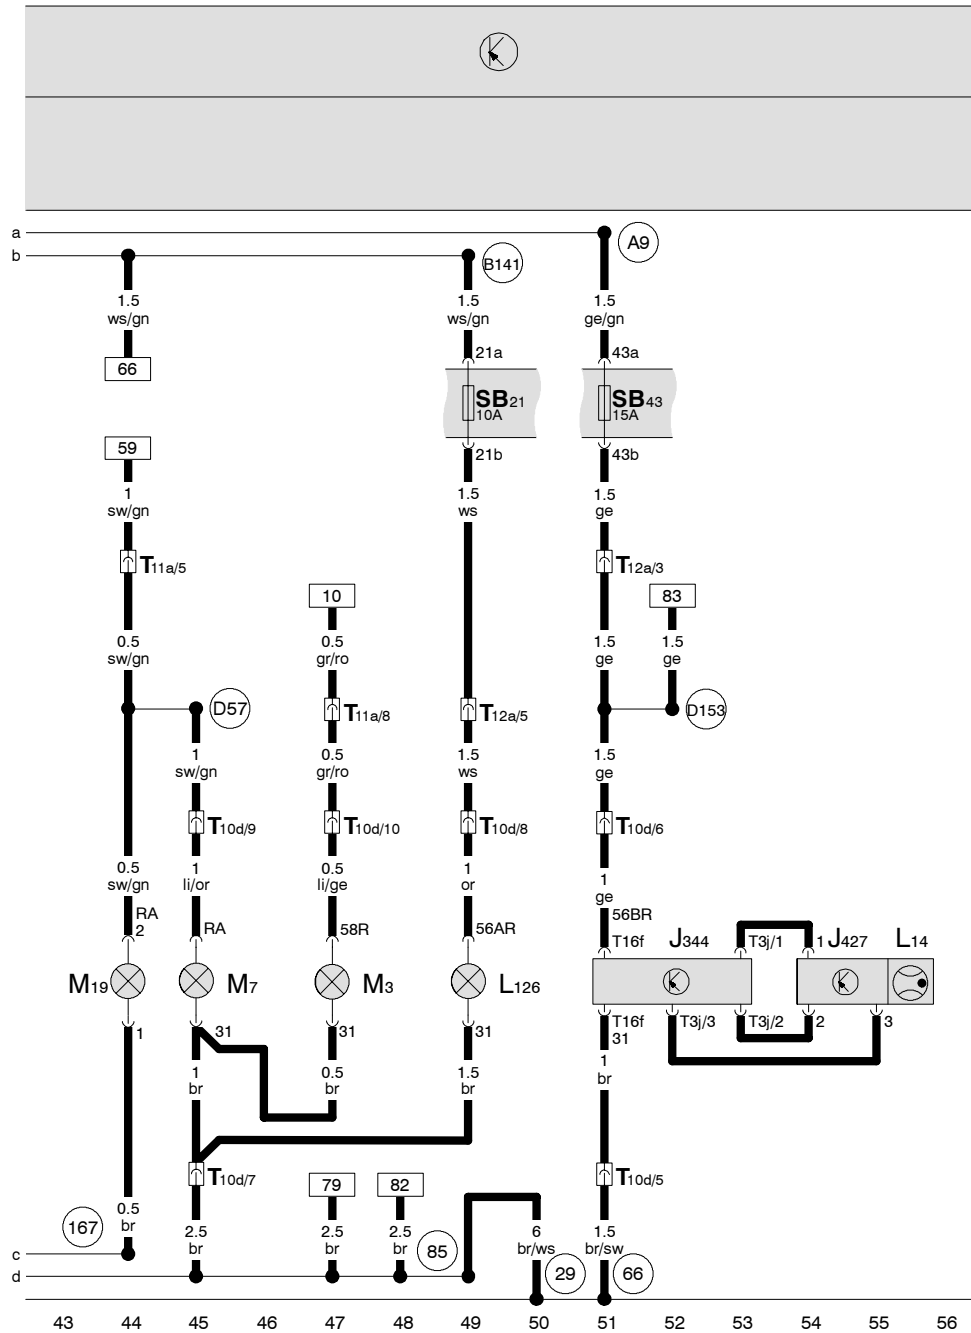 a
A9
b
B141
1.5
ws/gn
1.5
ws/gn
1.5
ge/gn
66
21a
43a
SB21
10A
SB43
15A
59
21b
43b
1
sw/gn
1.5
ws
1.5
ge
T11a/5
T12a/3
10
83
0.5
sw/gn
0.5
gr/ro
1.5
ge
1.5
ge
D57
T11a/8
T12a/5
D153
1
sw/gn
0.5
gr/ro
1.5
ws
1.5
ge
T10d/9
T10d/10
T10d/8
T10d/6
0.5
sw/gn
1
li/or
0.5
li/ge
1
or
1
ge
RA
2
RA
58R
56AR
56BR
T16f
J344
T3j/1
1
J427
L14
M19
M7
M3
L126
1
31
31
31
T16f
31
T3j/3
T3j/2
2
3
1
br
0.5
br
1.5
br
1
br
T10d/7
79
82
T10d/5
167
0.5
br
2.5
br
2.5
br
2.5
br
85
6
br/ws
29
1.5
br/sw
66
c
d
43 44 45 46 47 48 49 50 51 52 53 54 55 56